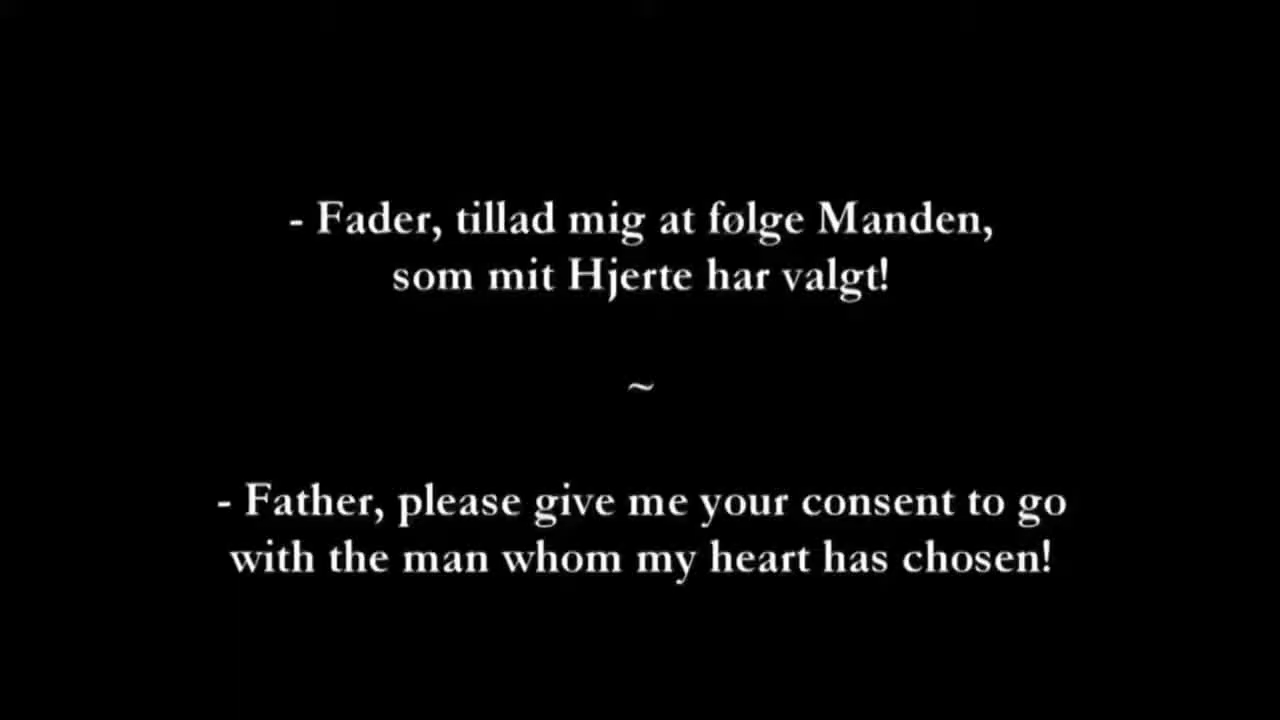 - Fader, tillad mig at følge Manden,
som mit Hjerte har valgt!
~
- Father, please give me your consent to go
with the man whom my heart has chosen!